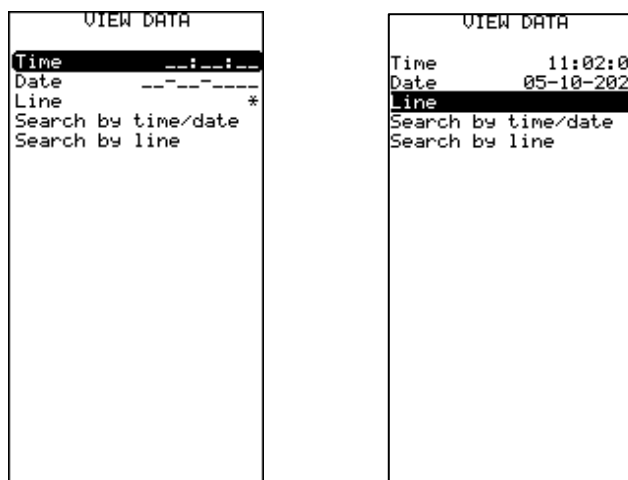 VIEW DATA
Time __:__:__
Date __-__-____
Line *
Search by time/date
Search by line
VIEW DATA
Time 11:02:0
Date 05-10-202
Line
Search by time/date
Search by line